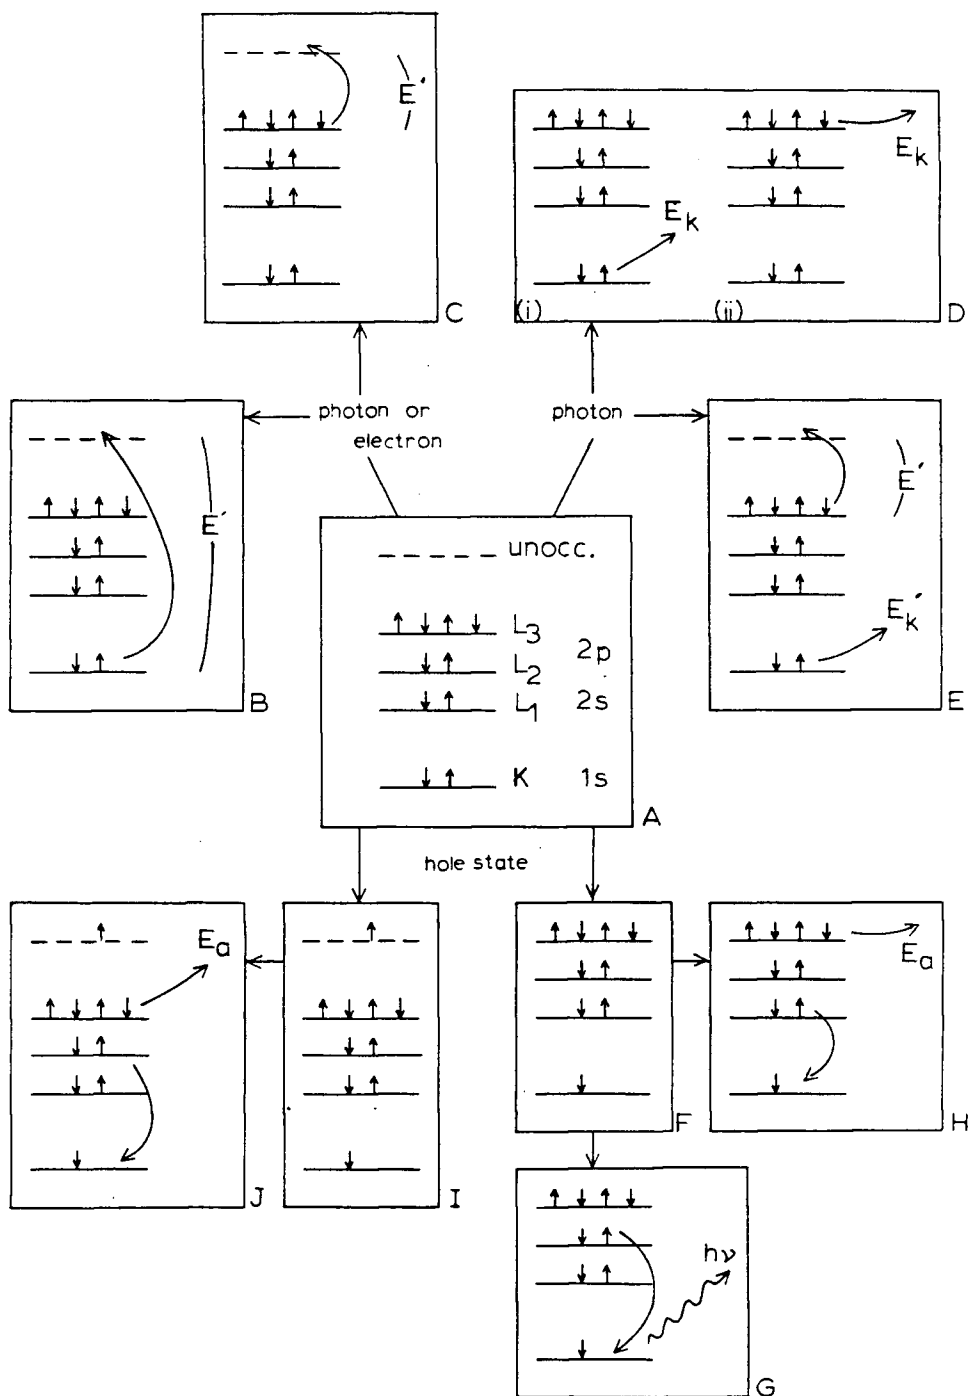 E'
C
E_k
E_k
(i)
(ii)
D
photon or
electron
photon
E'
B
unocc.
L_3
2p
L_2
L_1
2s
K
1s
A
E'
E_k'
E
hole state
E_a
J
I
F
E_a
H
hν
G